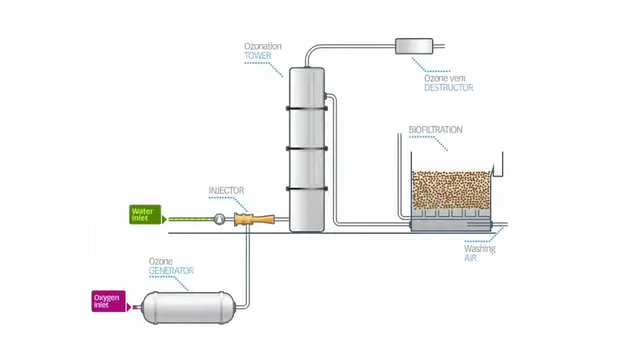 Ozonation
TOWER
Ozone vent
DESTRUCTOR
BIOFILTRATION
INJECTOR
Water
inlet
Washing
AIR
Ozone
GENERATOR
Oxygen
inlet